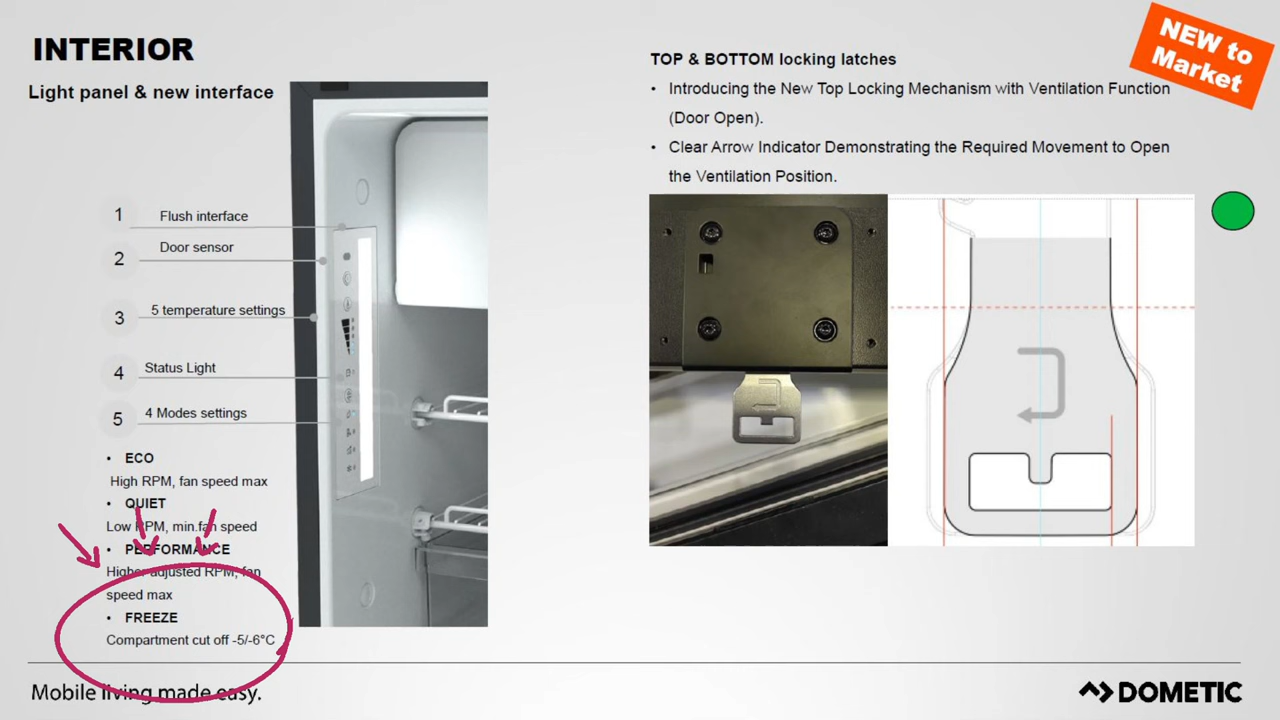 INTERIOR
Light panel & new interface
1 Flush interface
2 Door sensor
3 5 temperature settings
4 Status Light
5 4 Modes settings
• ECO
High RPM, fan speed max
• QUIET
Low RPM, min.fan speed
• PERFORMANCE
Higher adjusted RPM, fan
speed max
• FREEZE
Compartment cut off -5/-6°C
TOP & BOTTOM locking latches
• Introducing the New Top Locking Mechanism with Ventilation Function
(Door Open).
• Clear Arrow Indicator Demonstrating the Required Movement to Open
the Ventilation Position.
NEW to
Market
Mobile living made easy.
DOMETIC